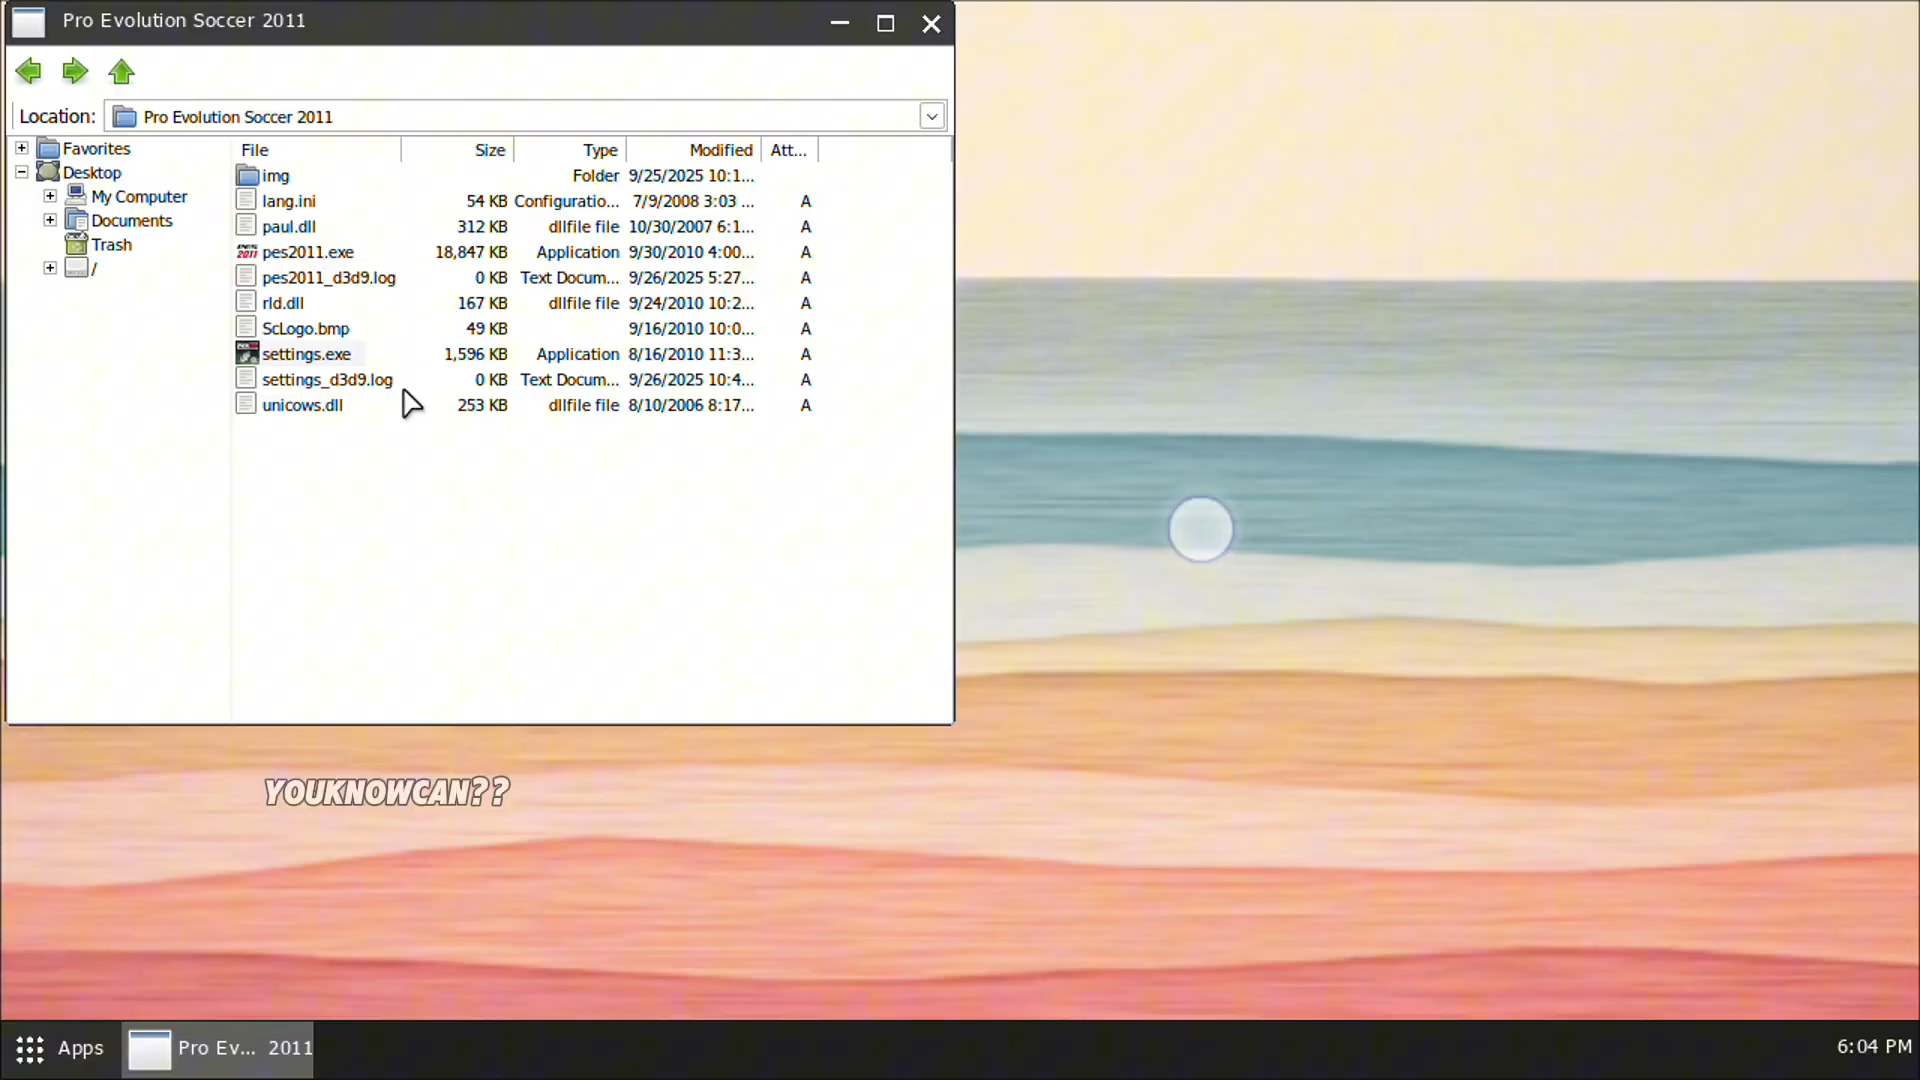 Pro Evolution Soccer 2011
Location: Pro Evolution Soccer 2011
Favorites
Desktop
My Computer
Documents
Trash
/
File Size Type Modified Att...
img Folder 9/25/2025 10:1...
lang.ini 54 KB Configuratio... 7/9/2008 3:03 ... A
paul.dll 312 KB dllfile file 10/30/2007 6:1... A
pes2011.exe 18,847 KB Application 9/30/2010 4:00... A
pes2011_d3d9.log 0 KB Text Docum... 9/26/2025 5:27... A
rld.dll 167 KB dllfile file 9/24/2010 10:2... A
ScLogo.bmp 49 KB 9/16/2010 10:0... A
settings.exe 1,596 KB Application 8/16/2010 11:3... A
settings_d3d9.log 0 KB Text Docum... 9/26/2025 10:4... A
unicows.dll 253 KB dllfile file 8/10/2006 8:17... A
YOUKNOWCAN??
Apps Pro Ev... 2011 6:04 PM